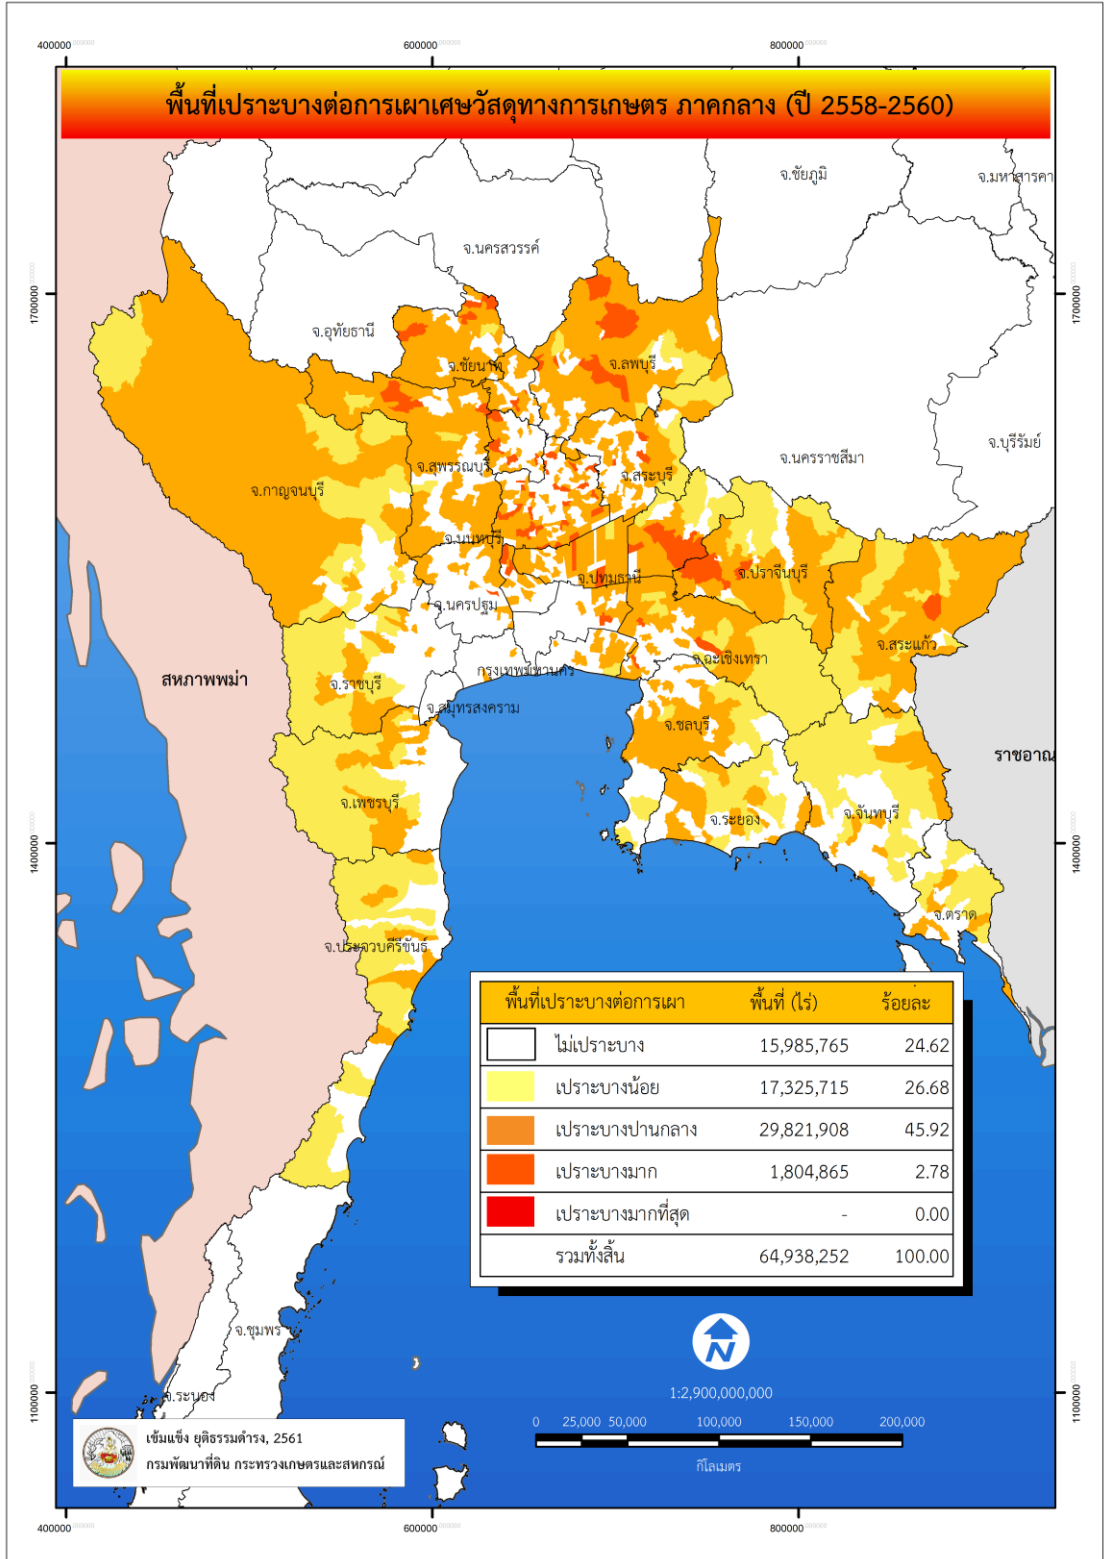 400000
600000
800000
พื้นที่เปราะบางต่อการเผาเศษวัสดุทางการเกษตร ภาคกลาง (ปี 2558-2560)
จ.ชัยภูมิ
จ.มหาสารคา
จ.นครสวรรค์
1700000
1700000
จ.อุทัยธานี
จ.ชัยนาท
จ.ลพบุรี
จ.บุรีรัมย์
จ.นครราชสีมา
จ.สุพรรณบุรี
จ.สระบุรี
จ.กาญจนบุรี
จ.นนทบุรี
จ.ปทุมธานี
จ.ปราจีนบุรี
จ.นครปฐม
จ.สระแก้ว
จ.ฉะเชิงเทรา
กรุงเทพมหานคร
สหภาพพม่า
จ.ราชบุรี
จ.สมุทรสงคราม
จ.ชลบุรี
ราชอาณ
จ.เพชรบุรี
จ.ระยอง
จ.จันทบุรี
1400000
1400000
จ.ตราด
จ.ประจวบคีรีขันธ์
พื้นที่เปราะบางต่อการเผา พื้นที่ (ไร่) ร้อยละ
ไม่เปราะบาง 15,985,765 24.62
เปราะบางน้อย 17,325,715 26.68
เปราะบางปานกลาง 29,821,908 45.92
เปราะบางมาก 1,804,865 2.78
เปราะบางมากที่สุด - 0.00
รวมทั้งสิ้น 64,938,252 100.00
จ.ชุมพร
จ.ระนอง
N
1:2,900,000,000
1100000
1100000
0 25,000 50,000 100,000 150,000 200,000
กิโลเมตร
เข้มแข็ง ยุติธรรมดำรง, 2561
กรมพัฒนาที่ดิน กระทรวงเกษตรและสหกรณ์
400000
600000
800000